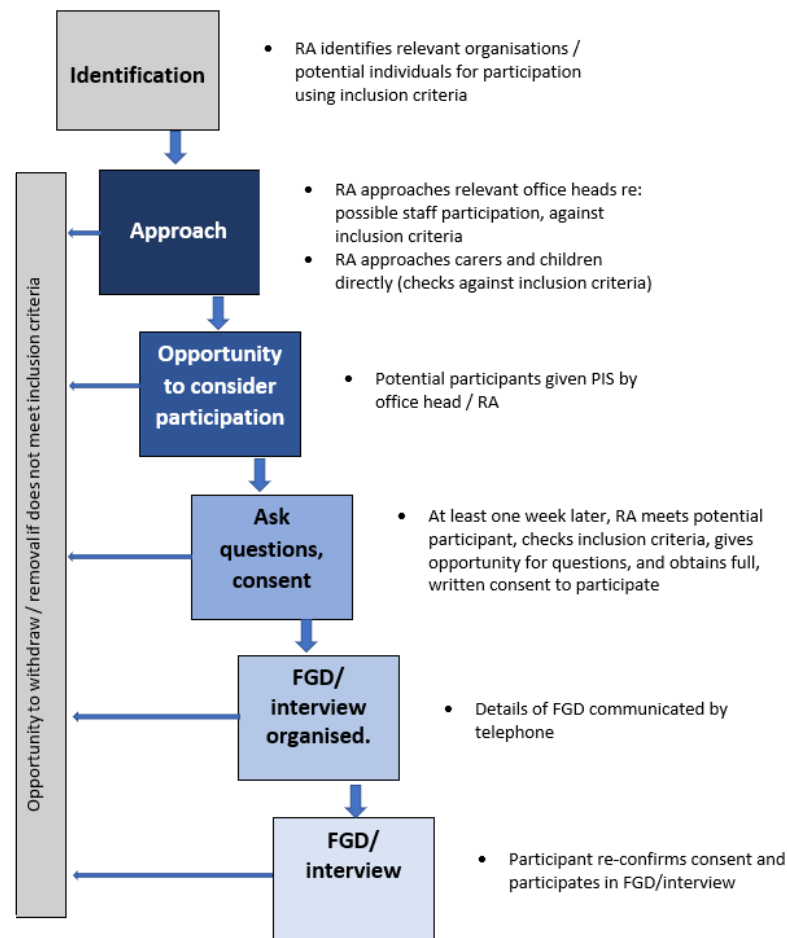 Identification
• RA identifies relevant organisations /
potential individuals for participation
using inclusion criteria
Opportunity to withdraw / removal if does not meet inclusion criteria
Approach
• RA approaches relevant office heads re:
possible staff participation, against
inclusion criteria
• RA approaches carers and children
directly (checks against inclusion criteria)
Opportunity
to consider
participation
• Potential participants given PIS by
office head / RA
Ask
questions,
consent
• At least one week later, RA meets potential
participant, checks inclusion criteria, gives
opportunity for questions, and obtains full,
written consent to participate
FGD/
interview
organised.
• Details of FGD communicated by
telephone
FGD/
interview
• Participant re-confirms consent and
participates in FGD/interview